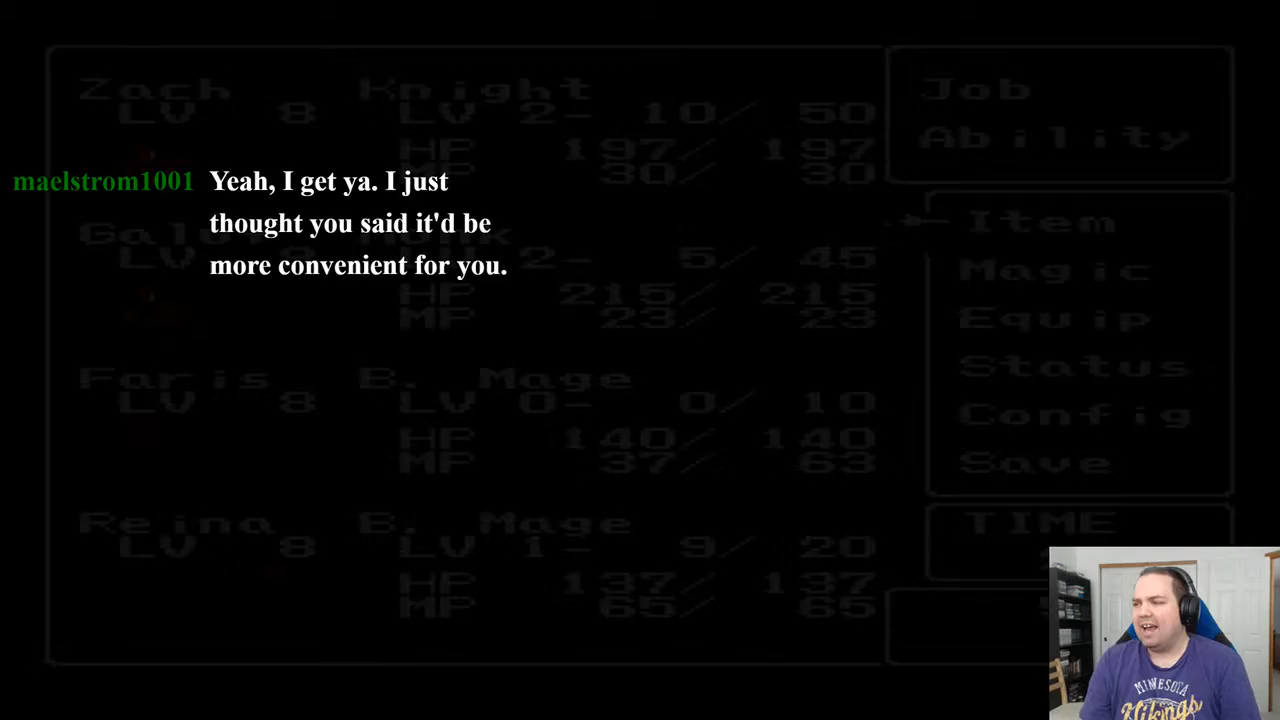 Zach Knight
LV 8 LV 2- 10/ 50
HP 197/ 197
MP 30/ 30
maelstrom1001 Yeah, I get ya. I just
thought you said it'd be
more convenient for you.
LV 2- 5/ 45
HP 215/ 215
MP 23/ 23
Faris B. Mage
LV 8 LV 0- 0/ 10
HP 140/ 140
MP 37/ 63
Reina B. Mage
LV 8 LV 1- 9/ 20
HP 137/ 137
MP 65/ 65
Job
Ability
Item
Magic
Equip
Status
Config
Save
TIME
MINNESOTA
Vikings